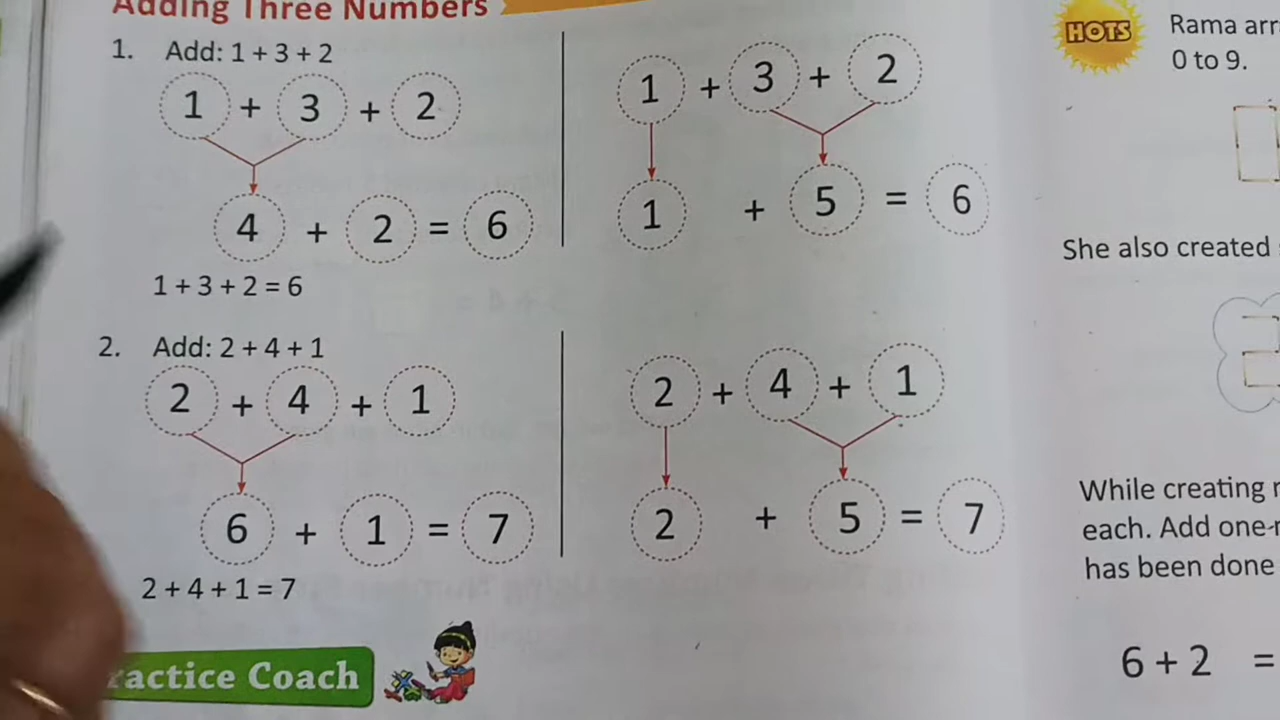 Adding Three Numbers
1. Add: 1 + 3 + 2
1 + 3 + 2
4 + 2 = 6
1 + 3 + 2 = 6
1 + 3 + 2
1 + 5 = 6
2. Add: 2 + 4 + 1
2 + 4 + 1
6 + 1 = 7
2 + 4 + 1 = 7
2 + 4 + 1
2 + 5 = 7
ractice Coach
HOTS
Rama arr
0 to 9.
She also created
While creating
each. Add one-
has been done
6 + 2 =